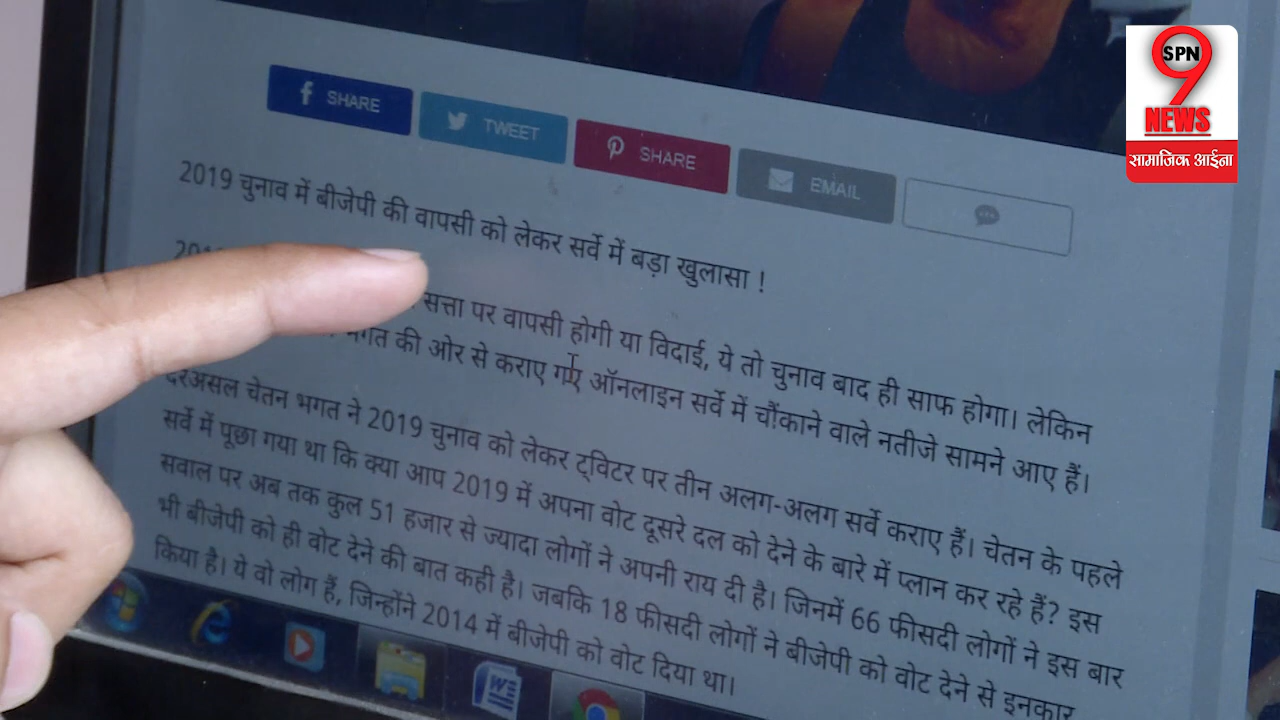 SPN
9
NEWS
सामाजिक आईना
SHARE
TWEET
SHARE
EMAIL
2019 चुनाव में बीजेपी की वापसी को लेकर सर्वे में बड़ा खुलासा !
सत्ता पर वापसी होगी या विदाई, ये तो चुनाव बाद ही साफ होगा। लेकिन
भगत की ओर से कराए गए ऑनलाइन सर्वे में चौंकाने वाले नतीजे सामने आए हैं।
दरअसल चेतन भगत ने 2019 चुनाव को लेकर ट्विटर पर तीन अलग-अलग सर्वे कराए हैं। चेतन के पहले
सर्वे में पूछा गया था कि क्या आप 2019 में अपना वोट दूसरे दल को देने के बारे में प्लान कर रहे हैं? इस
सवाल पर अब तक कुल 51 हजार से ज्यादा लोगों ने अपनी राय दी है। जिनमें 66 फीसदी लोगों ने इस बार
भी बीजेपी को ही वोट देने की बात कही है। जबकि 18 फीसदी लोगों ने बीजेपी को वोट देने से इनकार
किया है। ये वो लोग हैं, जिन्होंने 2014 में बीजेपी को वोट दिया था।